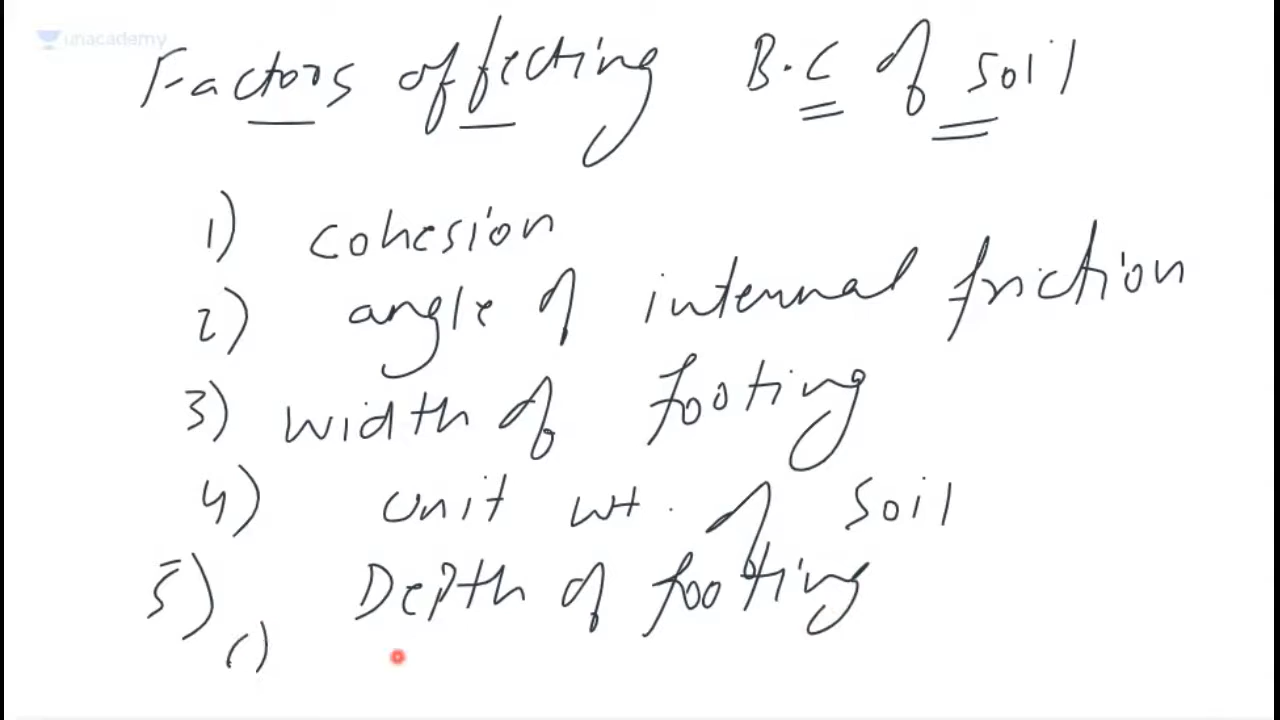 unacademy
Factors affecting B.C of soil
1) cohesion
2) angle of internal friction
3) width of footing
4) unit wt. of soil
5) Depth of footing
()